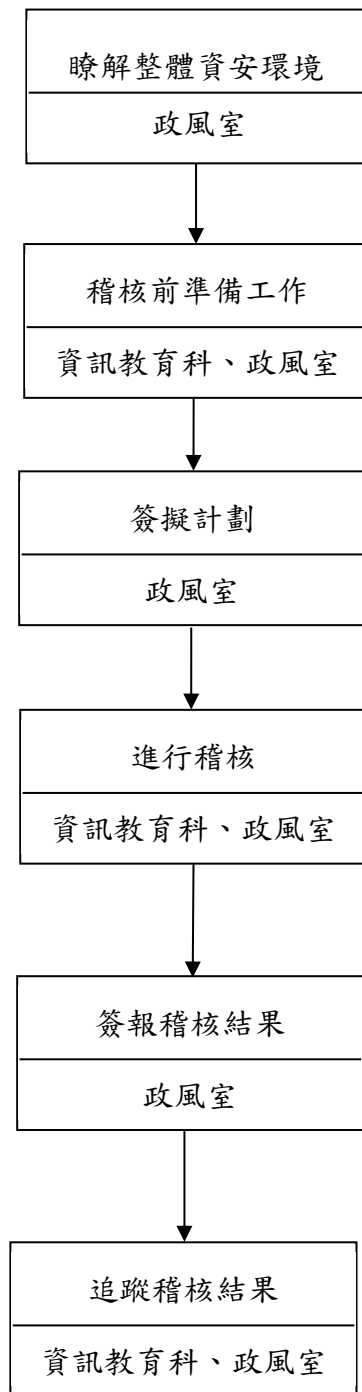 瞭解整體資安環境
政風室
稽核前準備工作
資訊教育科、政風室
簽擬計劃
政風室
進行稽核
資訊教育科、政風室
簽報稽核結果
政風室
追蹤稽核結果
資訊教育科、政風室